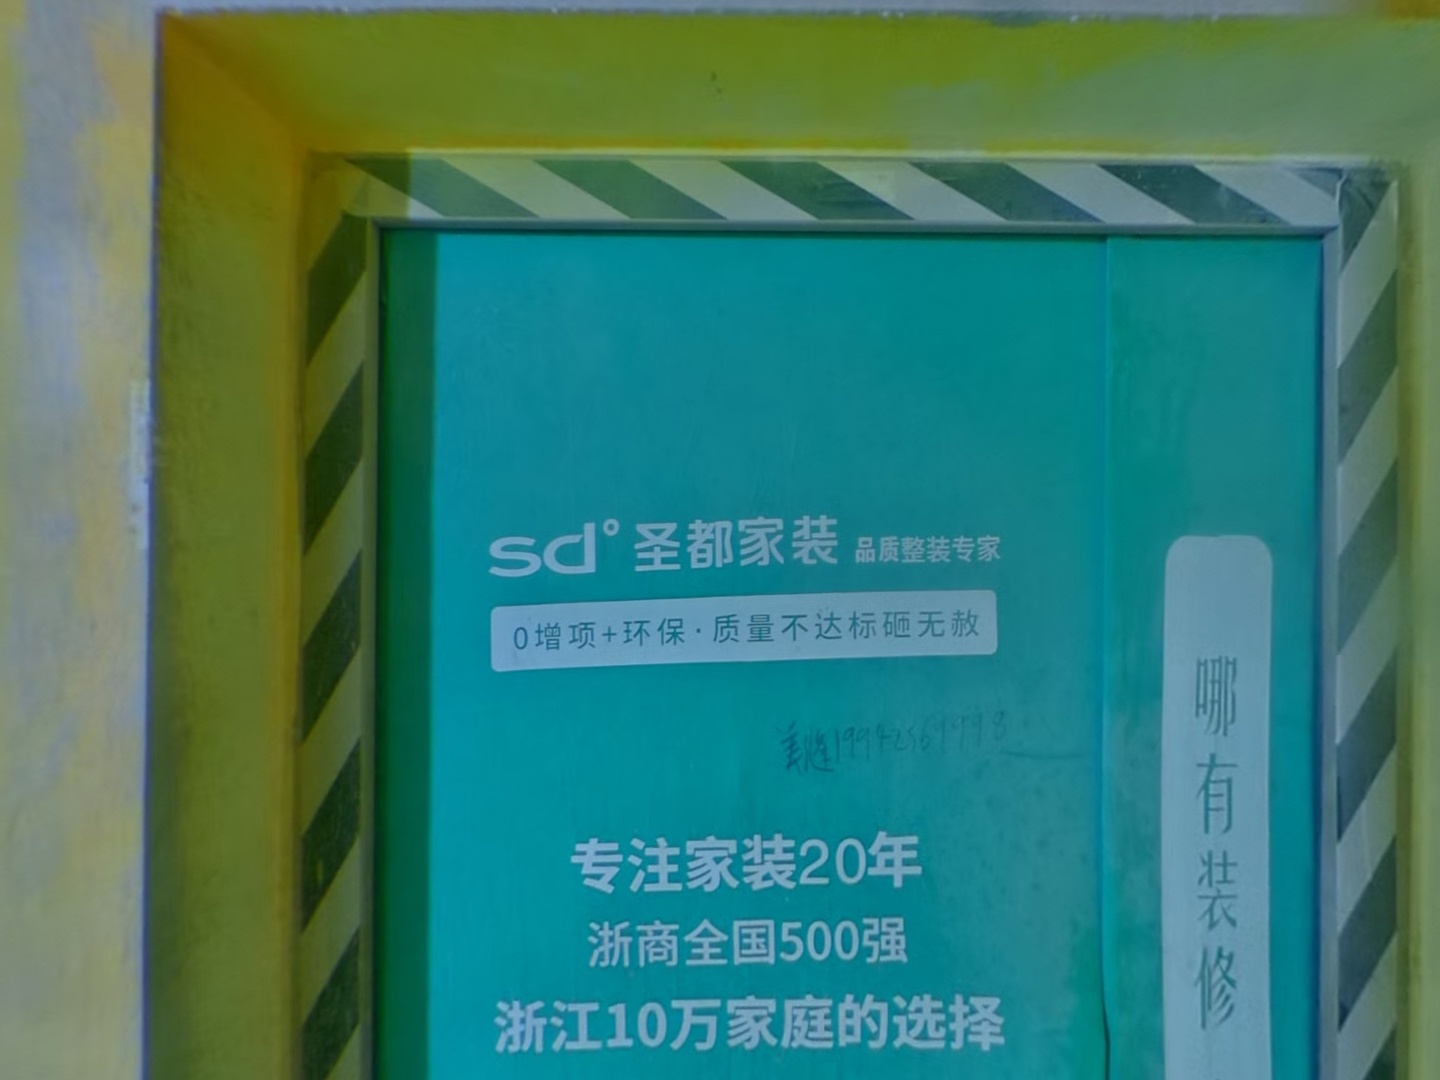 sd° 圣都家装 品质整装专家
0增项+环保·质量不达标砸无赦
专注家装20年
浙商全国500强
浙江10万家庭的选择
哪有装修